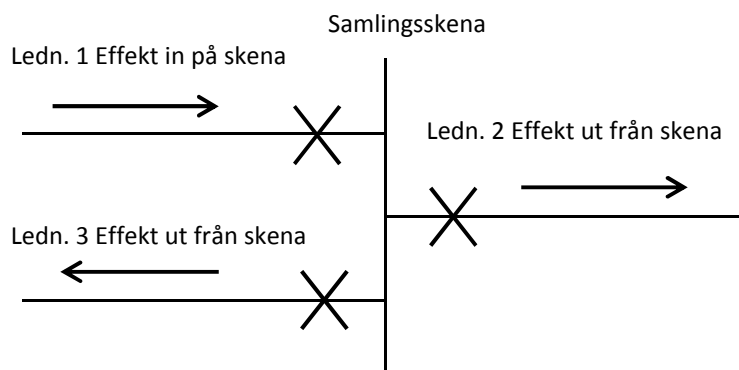 Samlingsskena
Ledn. 1 Effekt in på skena
Ledn. 2 Effekt ut från skena
Ledn. 3 Effekt ut från skena